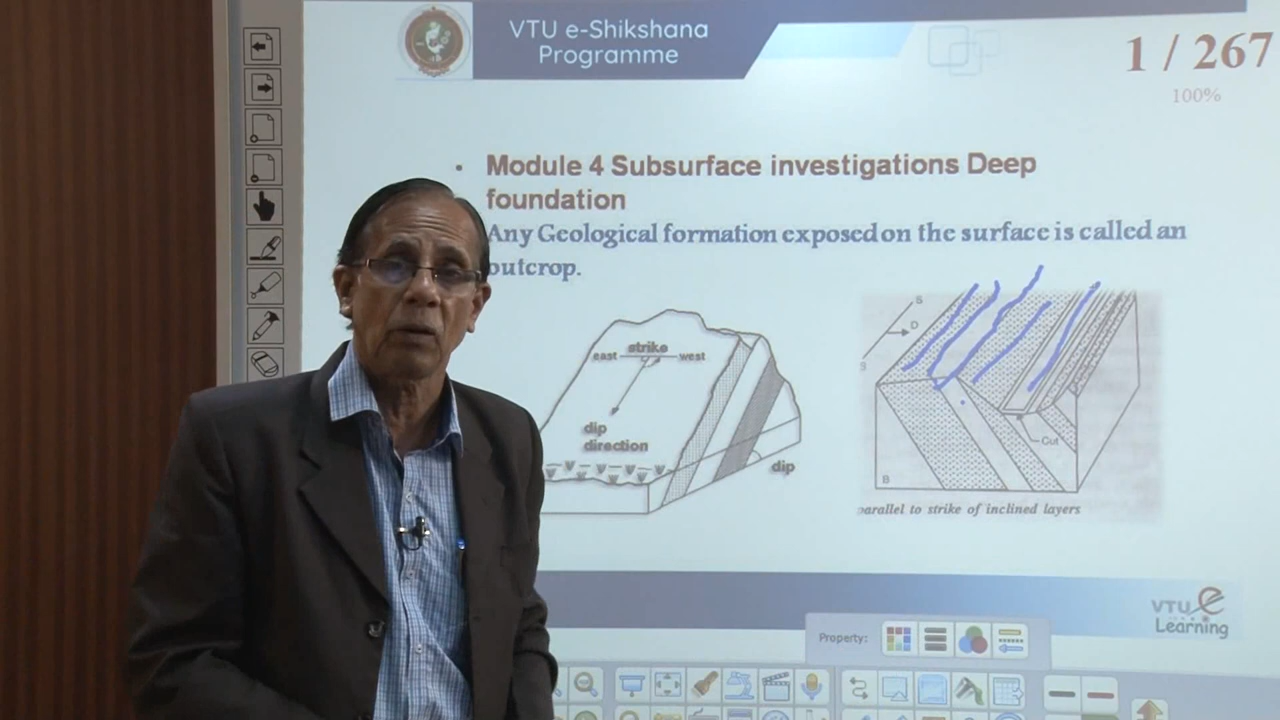 VTU e-Shikshana
Programme
1 / 267
100%
• Module 4 Subsurface investigations Deep
foundation
Any Geological formation exposed on the surface is called an
outcrop.
strike
east west
dip
direction
dip
S
D
S
Cut
B
parallel to strike of inclined layers
VTU e
Learning
Property: